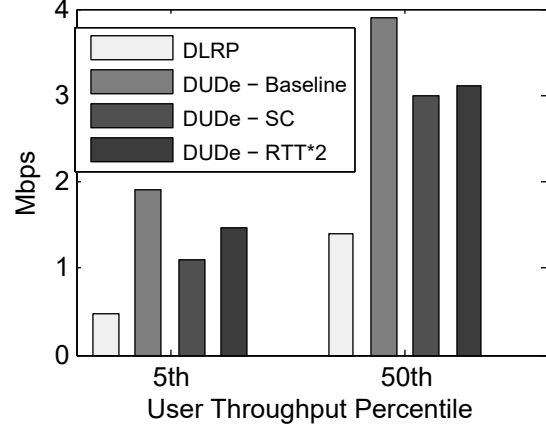 4
3
2
1
0
Mbps
DLRP
DUDe − Baseline
DUDe − SC
DUDe − RTT*2
5th
50th
User Throughput Percentile